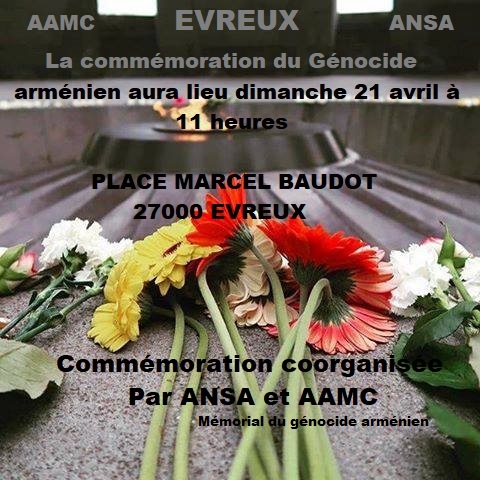 AAMC EVREUX ANSA
La commémoration du Génocide
arménien aura lieu dimanche 21 avril à
11 heures
PLACE MARCEL BAUDOT
27000 EVREUX
Commémoration coorganisée
Par ANSA et AAMC
Mémorial du génocide arménien